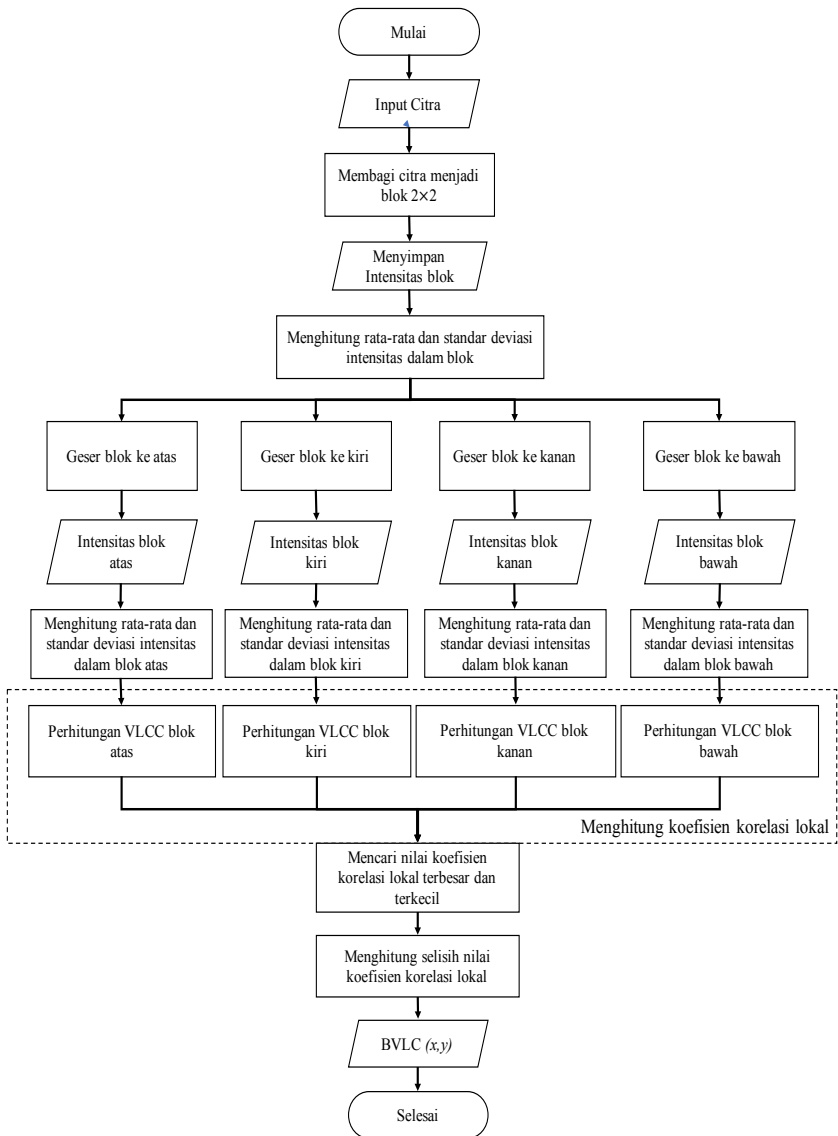 Mulai
Input Citra
Membagi citra menjadi
blok 2×2
Menyimpan
Intensitas blok
Menghitung rata-rata dan standar deviasi
intensitas dalam blok
Geser blok ke atas
Geser blok ke kiri
Geser blok ke kanan
Geser blok ke bawah
Intensitas blok
atas
Intensitas blok
kiri
Intensitas blok
kanan
Intensitas blok
bawah
Menghitung rata-rata dan
standar deviasi intensitas
dalam blok atas
Menghitung rata-rata dan
standar deviasi intensitas
dalam blok kiri
Menghitung rata-rata dan
standar deviasi intensitas
dalam blok kanan
Menghitung rata-rata dan
standar deviasi intensitas
dalam blok bawah
Perhitungan VLCC blok
atas
Perhitungan VLCC blok
kiri
Perhitungan VLCC blok
kanan
Perhitungan VLCC blok
bawah
Menghitung koefisien korelasi lokal
Mencari nilai koefisien
korelasi lokal terbesar dan
terkecil
Menghitung selisih nilai
koefisien korelasi lokal
BVLC (x,y)
Selesai